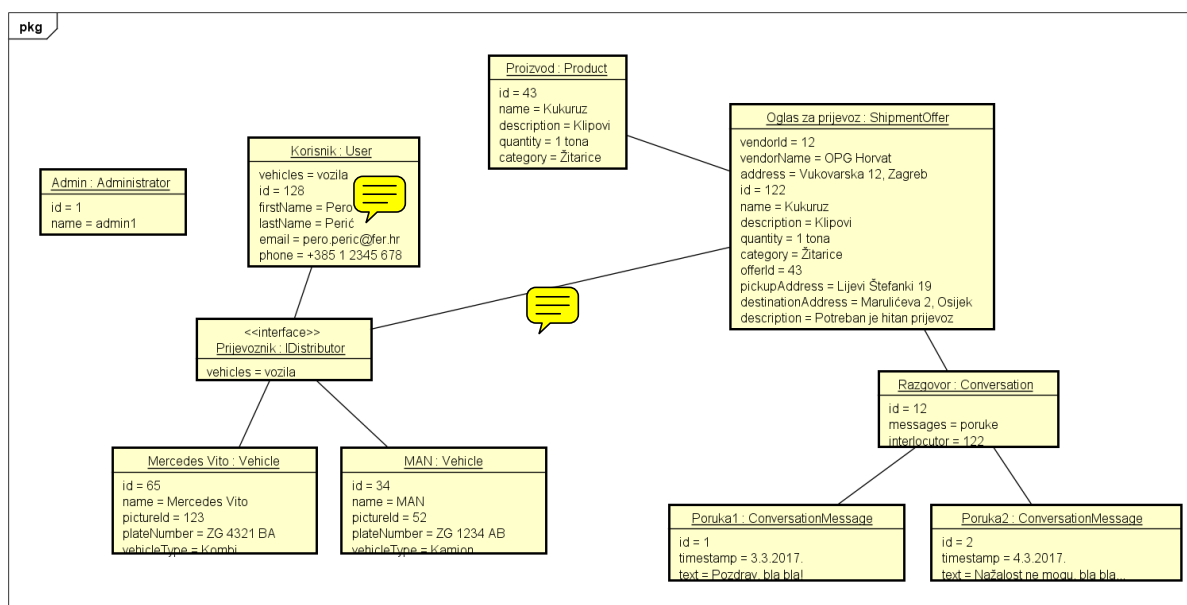 pkg
Proizvod : Product
id = 43
name = Kukuruz
description = Klipovi
quantity = 1 tona
category = Žitarice
Oglas za prijevoz : ShipmentOffer
vendorId = 12
vendorName = OPG Horvat
address = Vukovarska 12, Zagreb
id = 122
name = Kukuruz
description = Klipovi
quantity = 1 tona
category = Žitarice
offerId = 43
pickupAddress = Lijevi Štefanki 19
destinationAddress = Marulićeva 2, Osijek
description = Potreban je hitan prijevoz
Korisnik : User
vehicles = vozila
id = 128
firstName = Pero
lastName = Perić
email = pero.peric@fer.hr
phone = +385 1 2345 678
Admin : Administrator
id = 1
name = admin1
<<interface>>
Prijevoznik : IDistributor
vehicles = vozila
Razgovor : Conversation
id = 12
messages = poruke
interlocutor = 122
Mercedes Vito : Vehicle
id = 65
name = Mercedes Vito
pictureId = 123
plateNumber = ZG 4321 BA
vehicleType = Kombi
MAN : Vehicle
id = 34
name = MAN
pictureId = 52
plateNumber = ZG 1234 AB
vehicleType = Kamion
Poruka1 : ConversationMessage
id = 1
timestamp = 3.3.2017.
text = Pozdrav, bla bla!
Poruka2 : ConversationMessage
id = 2
timestamp = 4.3.2017.
text = Nažalost ne mogu, bla bla...